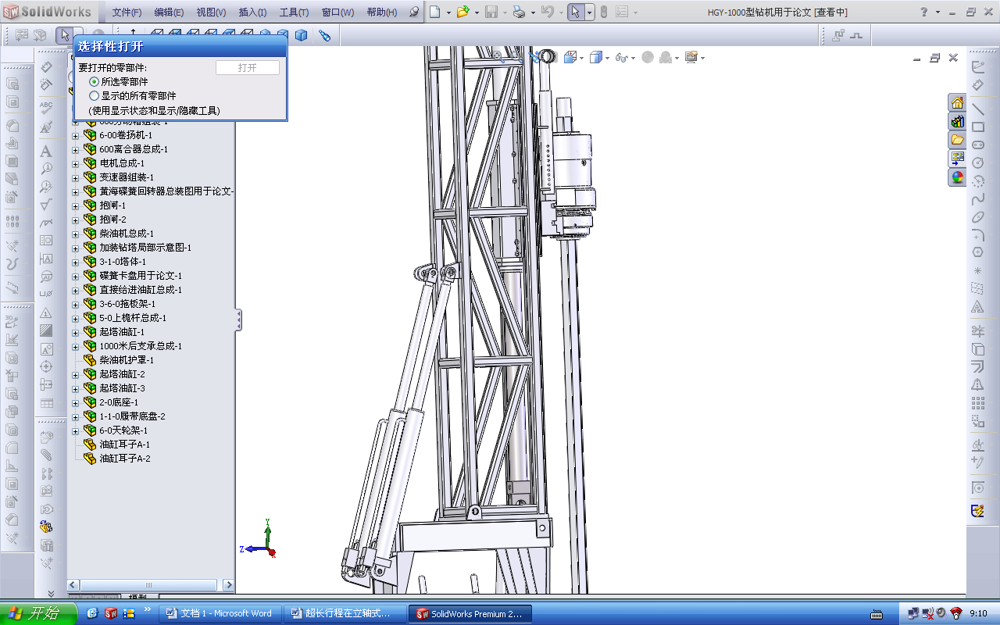 SolidWorks 文件(F) 编辑(E) 视图(V) 插入(I) 工具(T) 窗口(W) 帮助(H) HGY-1000型钻机用于论文 [查看中]
选择性打开
要打开的零部件: 打开
所选零部件
显示的所有零部件
(使用显示状态和显示/隐藏工具)
6-00卷扬机-1
600离合器总成-1
电机总成-1
变速器组装-1
黄海碟簧回转器总装图用于论文-
抱闸-1
抱闸-2
柴油机总成-1
加装钻塔局部示意图-1
3-1-0塔体-1
碟簧卡盘用于论文-1
直接给进油缸总成-1
3-6-0拖板架-1
5-0上桅杆总成-1
起塔油缸-1
1000米后支承总成-1
柴油机护罩-1
起塔油缸-2
起塔油缸-3
2-0底座-1
1-1-0履带底盘-2
6-0天轮架-1
油缸耳子A-1
油缸耳子A-2
Y
Z
X
开始 文档 1 - Microsoft Word 超长行程在立轴式... SolidWorks Premium 2... 9:10